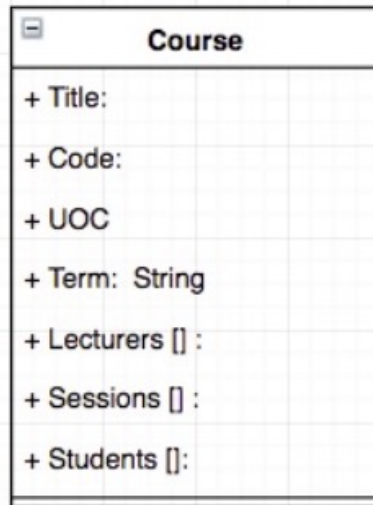 Course
+ Title:
+ Code:
+ UOC
+ Term: String
+ Lecturers [] :
+ Sessions [] :
+ Students []: